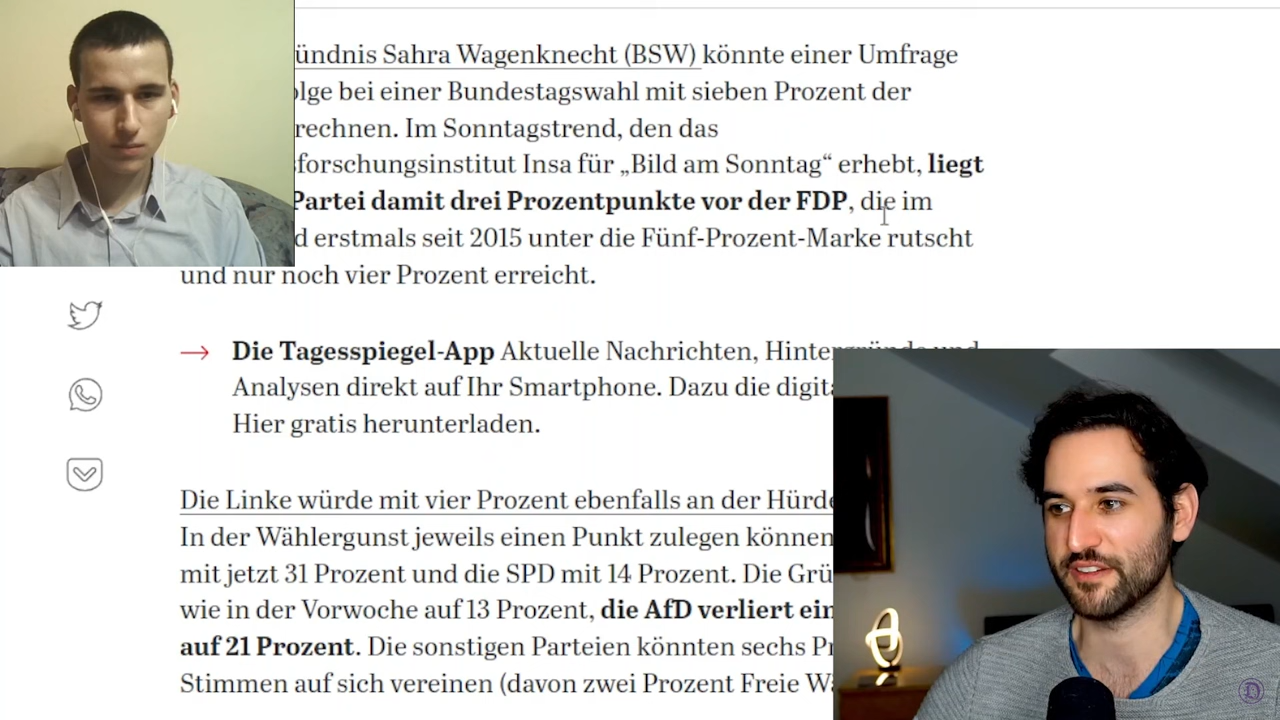 ündnis Sahra Wagenknecht (BSW) könnte einer Umfrage
olge bei einer Bundestagswahl mit sieben Prozent der
rechnen. Im Sonntagstrend, den das
sforschungsinstitut Insa für „Bild am Sonntag“ erhebt, liegt
Partei damit drei Prozentpunkte vor der FDP, die im
d erstmals seit 2015 unter die Fünf-Prozent-Marke rutscht
und nur noch vier Prozent erreicht.
→ Die Tagesspiegel-App Aktuelle Nachrichten, Hintergründe und
Analysen direkt auf Ihr Smartphone. Dazu die digita
Hier gratis herunterladen.
Die Linke würde mit vier Prozent ebenfalls an der Hürde
In der Wählergunst jeweils einen Punkt zulegen können
mit jetzt 31 Prozent und die SPD mit 14 Prozent. Die Grü
wie in der Vorwoche auf 13 Prozent, die AfD verliert ein
auf 21 Prozent. Die sonstigen Parteien könnten sechs Pr
Stimmen auf sich vereinen (davon zwei Prozent Freie Wä